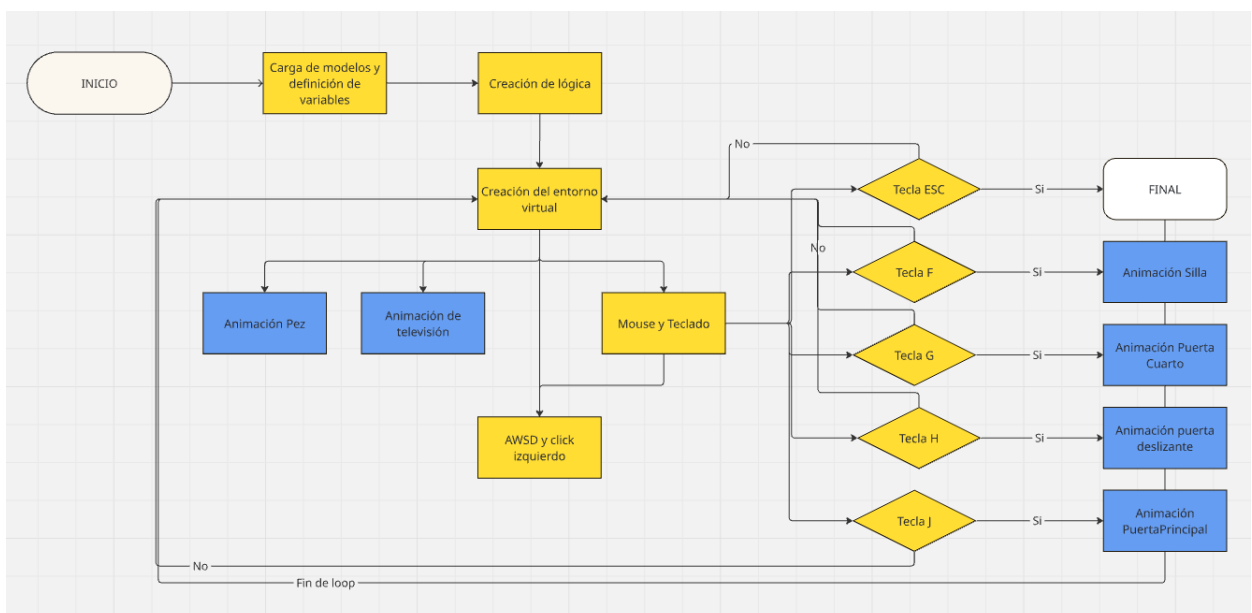 INICIO
Carga de modelos y
definición de
variables
Creación de lógica
No
Creación del entorno
virtual
Tecla ESC
Si
FINAL
No
Tecla F
Si
Animación Silla
Animación Pez
Animación de
televisión
Mouse y Teclado
Tecla G
Si
Animación Puerta
Cuarto
AWSD y click
izquierdo
Tecla H
Si
Animación puerta
deslizante
Tecla J
Si
Animación
PuertaPrincipal
No
Fin de loop